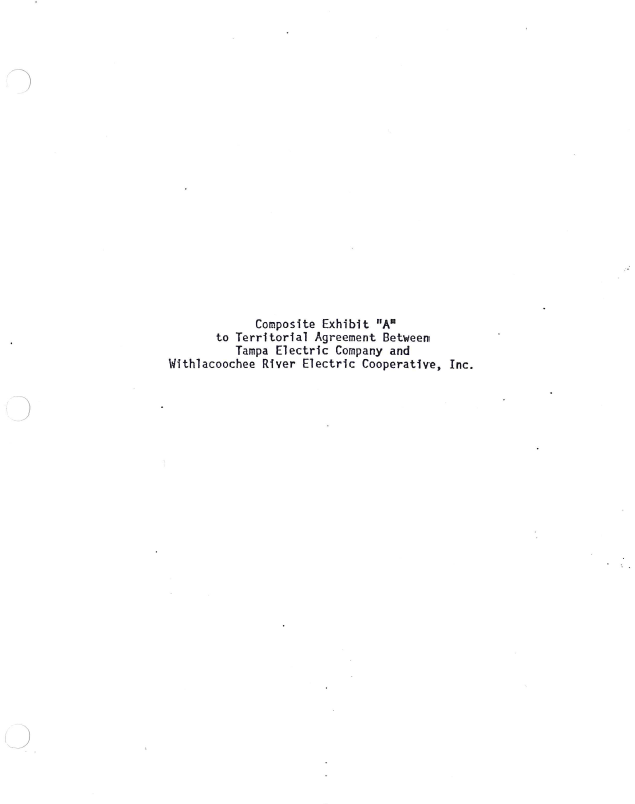 Composite Exhibit "A"
to Territorial Agreement Between
Tampa Electric Company and
Withlacoochee River Electric Cooperative, Inc.